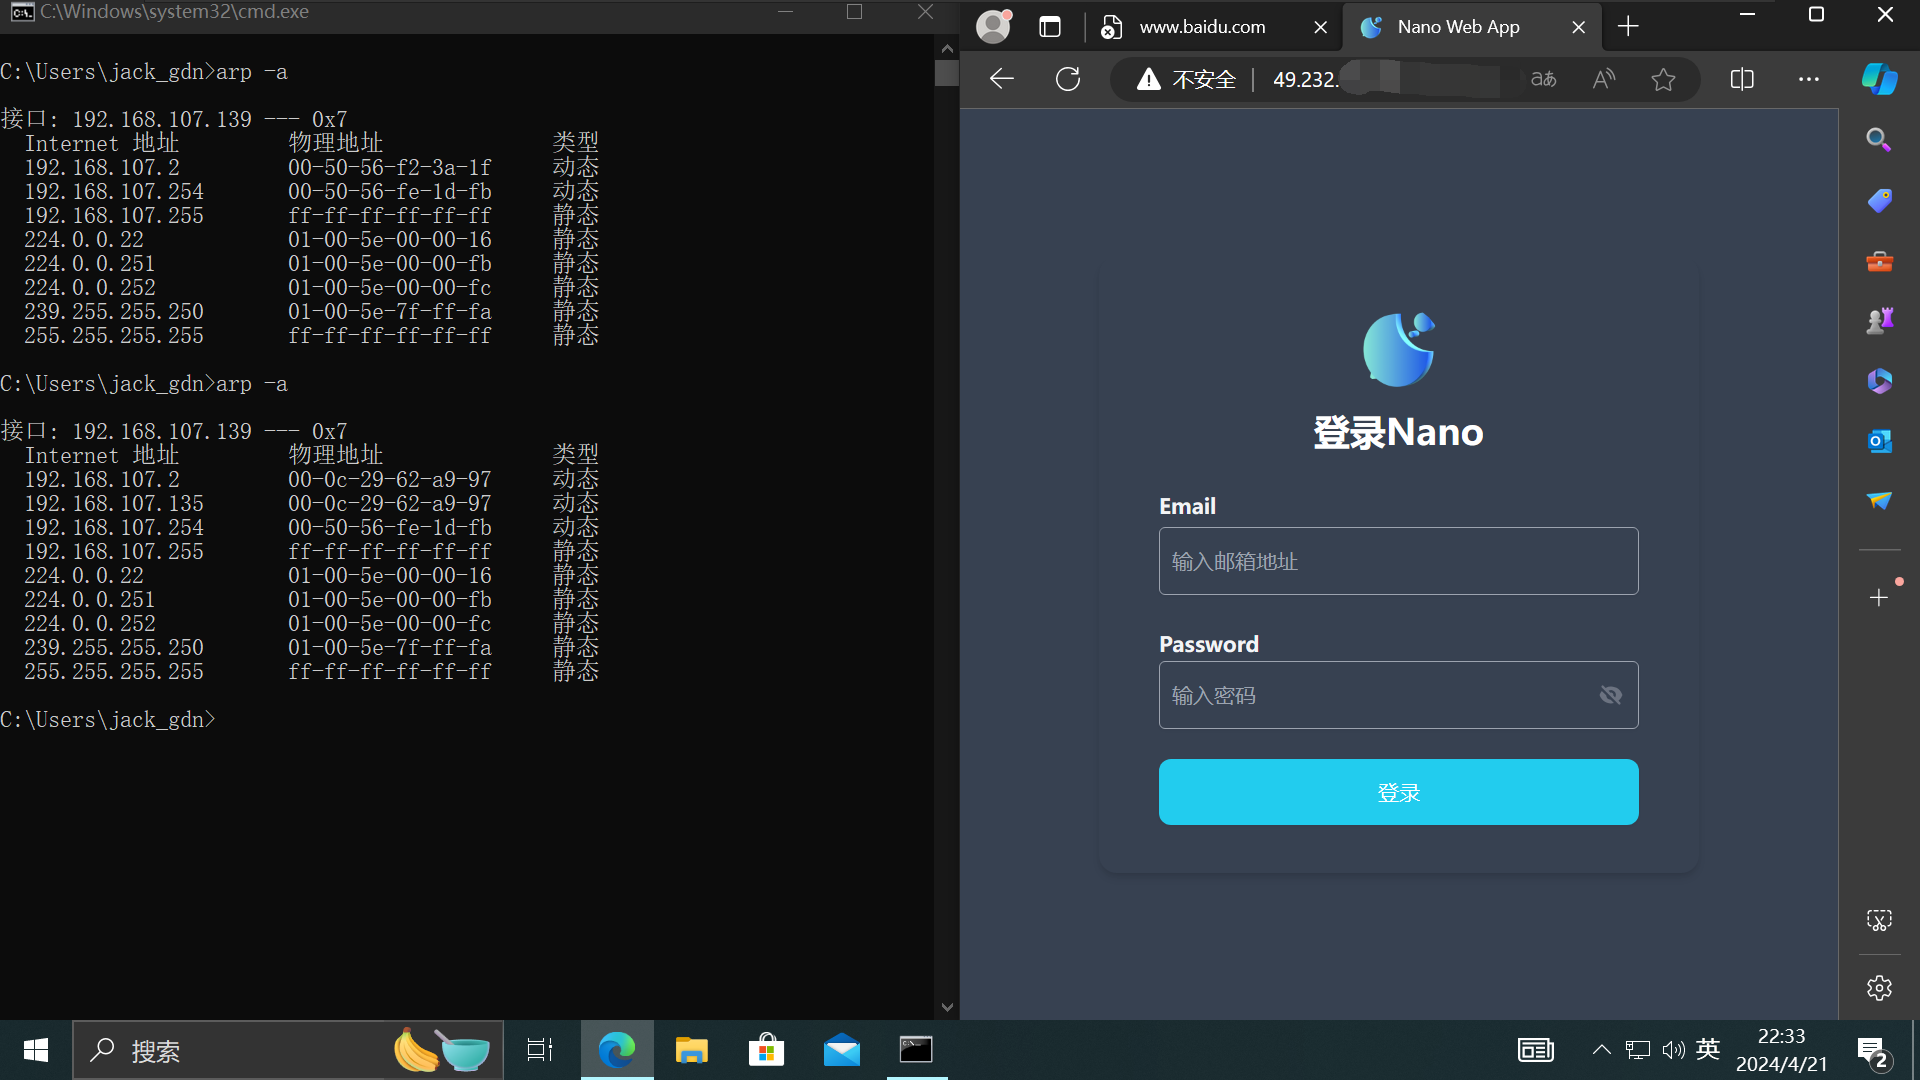 C:\Windows\system32\cmd.exe
C:\Users\jack_gdn>arp -a
接口: 192.168.107.139 --- 0x7
Internet 地址 物理地址 类型
192.168.107.2 00-50-56-f2-3a-1f 动态
192.168.107.254 00-50-56-fe-1d-fb 动态
192.168.107.255 ff-ff-ff-ff-ff-ff 静态
224.0.0.22 01-00-5e-00-00-16 静态
224.0.0.251 01-00-5e-00-00-fb 静态
224.0.0.252 01-00-5e-00-00-fc 静态
239.255.255.250 01-00-5e-7f-ff-fa 静态
255.255.255.255 ff-ff-ff-ff-ff-ff 静态
C:\Users\jack_gdn>arp -a
接口: 192.168.107.139 --- 0x7
Internet 地址 物理地址 类型
192.168.107.2 00-0c-29-62-a9-97 动态
192.168.107.135 00-0c-29-62-a9-97 动态
192.168.107.254 00-50-56-fe-1d-fb 动态
192.168.107.255 ff-ff-ff-ff-ff-ff 静态
224.0.0.22 01-00-5e-00-00-16 静态
224.0.0.251 01-00-5e-00-00-fb 静态
224.0.0.252 01-00-5e-00-00-fc 静态
239.255.255.250 01-00-5e-7f-ff-fa 静态
255.255.255.255 ff-ff-ff-ff-ff-ff 静态
C:\Users\jack_gdn>
www.baidu.com
Nano Web App
不安全 49.232.
登录Nano
Email
输入邮箱地址
Password
输入密码
登录
搜索
英
22:33
2024/4/21
2